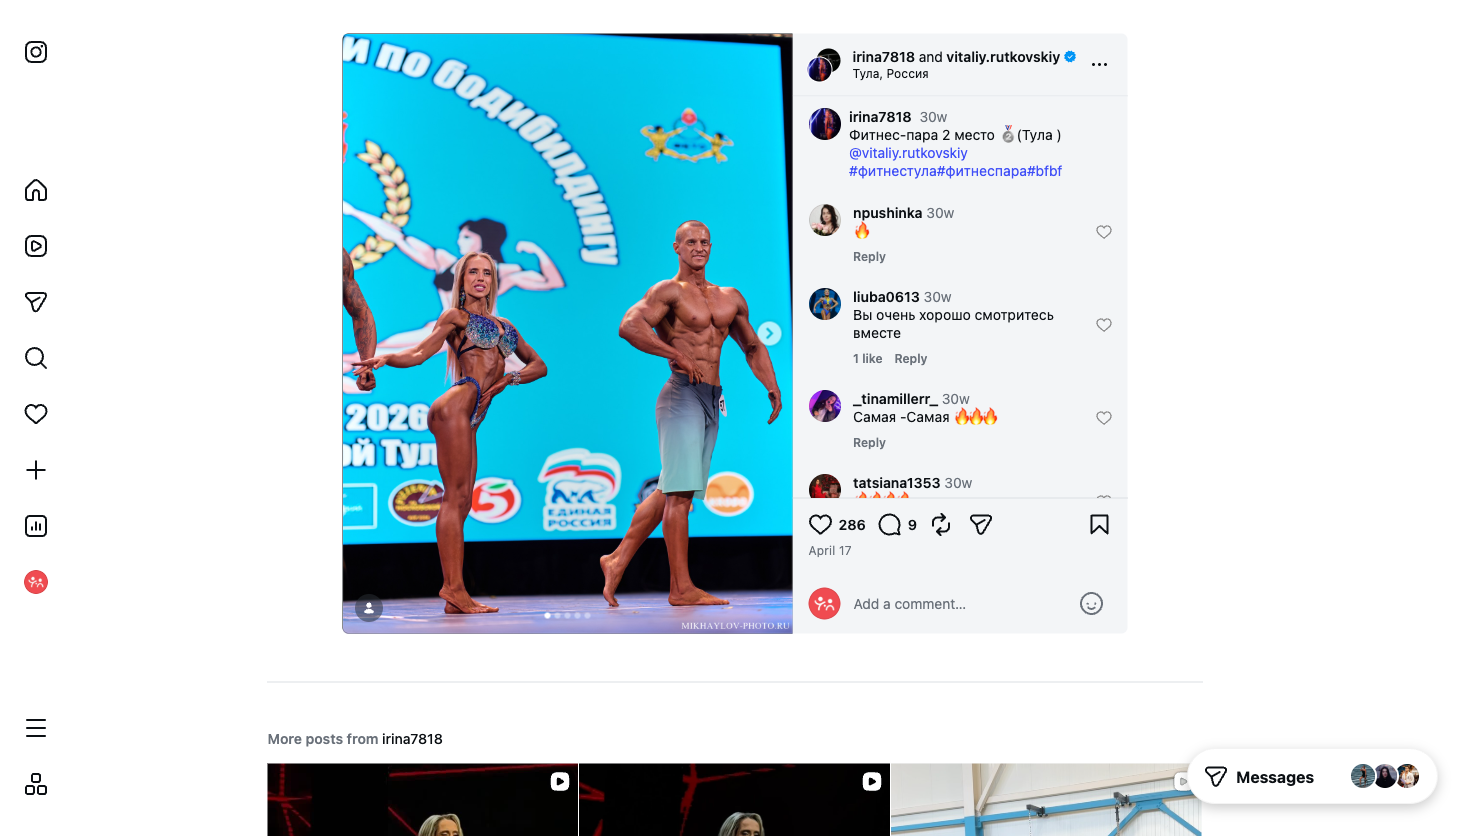 И ПО БОДИБИЛДИНГУ
2026
ой Тул
5
ЕДИНАЯ
РОССИЯ
MIKHAYLOV-PHOTO.RU
irina7818 and vitaliy.rutkovskiy
Тула, Россия
irina7818 30w
Фитнес-пара 2 место 🥈(Тула )
@vitaliy.rutkovskiy
#фитнестула#фитнеспара#bfbf
npushinka 30w
🔥
Reply
liuba0613 30w
Вы очень хорошо смотритесь
вместе
1 like Reply
_tinamillerr_ 30w
Самая -Самая 🔥🔥🔥
Reply
tatsiana1353 30w
🔥🔥🔥🔥
286 9
April 17
Add a comment...
More posts from irina7818
Messages